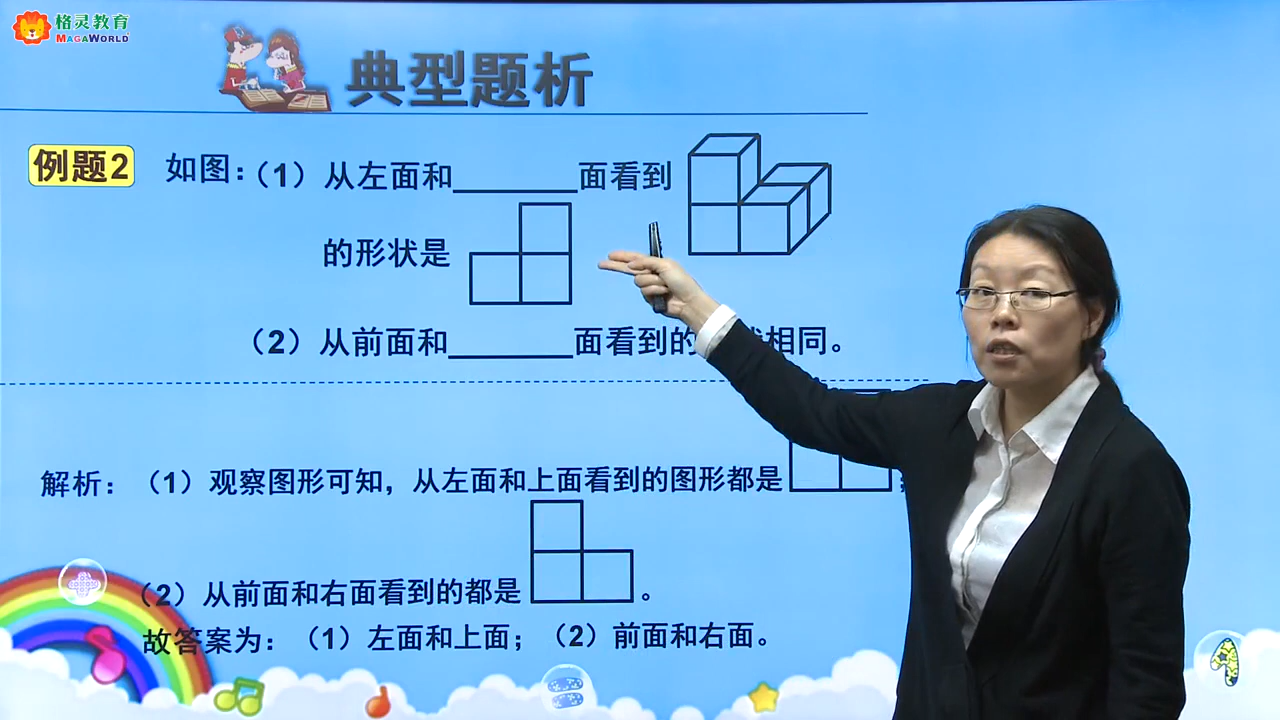 格灵教育
MAGAWORLD
典型题析
例题2 如图：（1）从左面和______面看到
的形状是
（2）从前面和______面看到的 相同。
解析：（1）观察图形可知，从左面和上面看到的图形都是
（2）从前面和右面看到的都是 。
故答案为：（1）左面和上面；（2）前面和右面。